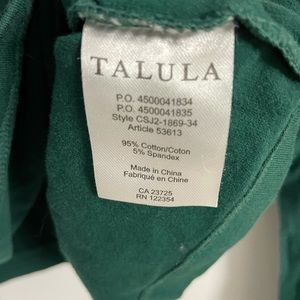 TALULA
P.O. 4500041834
P.O. 4500041835
Style CSJ2-1869-34
Article 53613
95% Cotton/Coton
5% Spandex
Made in China
Fabriqué en Chine
CA 23725
RN 122354